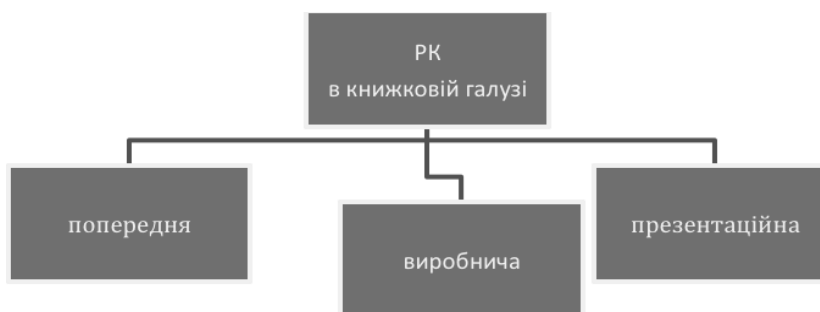 РК
в книжковій галузі
попередня
виробнича
презентаційна